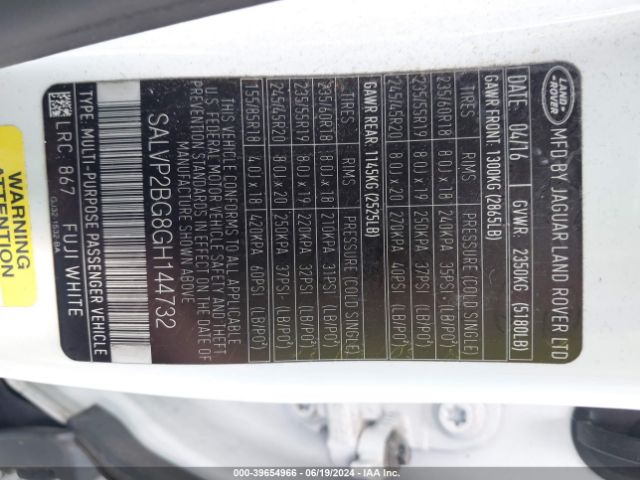 LAND-
ROVER
MFD BY JAGUAR LAND ROVER LTD
DATE: 04/16 GVWR: 2350KG (5180LB)
GAWR FRONT: 1300KG (2865LB)
TIRES RIMS PRESSURE (COLD SINGLE)
235/60R18 8.0J x 18 240KPA 35PSI- (LB/PO²)
235/55R19 8.0J x 19 250KPA 37PSI (LB/PO²)
245/45R20 8.0J x 20 270KPA 40PSI (LB/PO²)
GAWR REAR: 1145KG (2525LB)
TIRES RIMS PRESSURE (COLD SINGLE)
235/60R18 8.0J x 18 210KPA 31PSI (LB/PO²)
235/55R19 8.0J x 19 220KPA 32PSI (LB/PO²)
245/45R20 8.0J x 20 250KPA 37PSI- (LB/PO²)
155/85R18 4.0J x 18 420KPA 60PSI (LB/PO²)
THIS VEHICLE CONFORMS TO ALL APPLICABLE
U.S FEDERAL MOTOR VEHICLE SAFETY AND THEFT
PREVENTION STANDARDS IN EFFECT ON THE DATE OF
MANUFACTURE SHOWN ABOVE
SALVP2BG8GH144732
TYPE: MULTI-PURPOSE PASSENGER VEHICLE
LRC: 867 FUJI WHITE
WARNING
ATTENTION
000-39654966 - 06/19/2024 - IAA Inc.